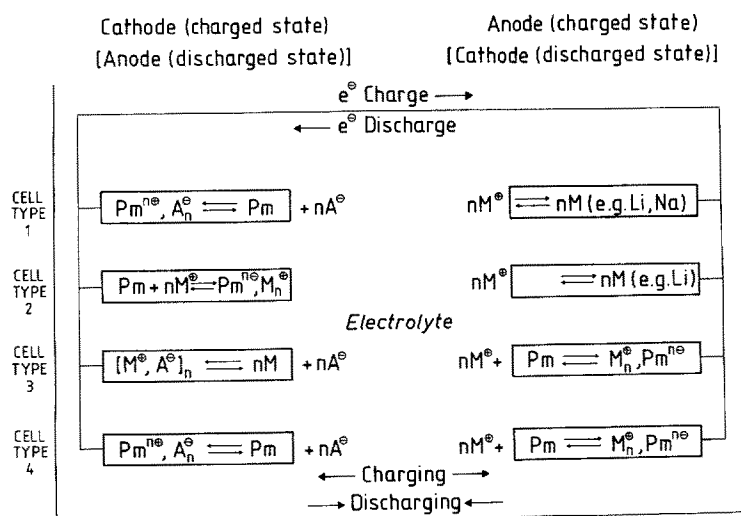 Cathode (charged state)
[Anode (discharged state)]
Anode (charged state)
[Cathode (discharged state)]
e⊖ Charge →
← e⊖ Discharge
CELL TYPE 1
Pmⁿ⊕, Aₙ⊖ ⇌ Pm + nA⊖
nM⊕ ⇌ nM (e.g. Li, Na)
CELL TYPE 2
Pm + nM⊕ ⇌ Pmⁿ⊖, Mₙ⊕
nM⊕ ⇌ nM (e.g. Li)
Electrolyte
CELL TYPE 3
[M⊕, A⊖]ₙ ⇌ nM + nA⊖
nM⊕ + Pm ⇌ Mₙ⊕, Pmⁿ⊖
CELL TYPE 4
Pmⁿ⊕, Aₙ⊖ ⇌ Pm + nA⊖
nM⊕ + Pm ⇌ Mₙ⊕, Pmⁿ⊖
← Charging →
→ Discharging ←